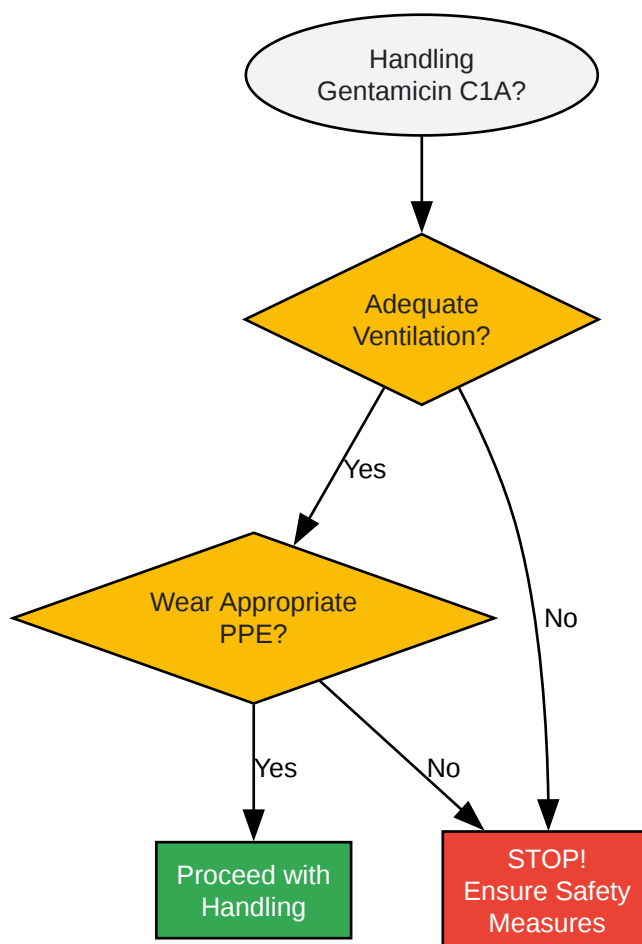 Handling
Gentamicin C1A?
Adequate
Ventilation?
Yes
Wear Appropriate
PPE?
No
Yes
No
Proceed with
Handling
STOP!
Ensure Safety
Measures